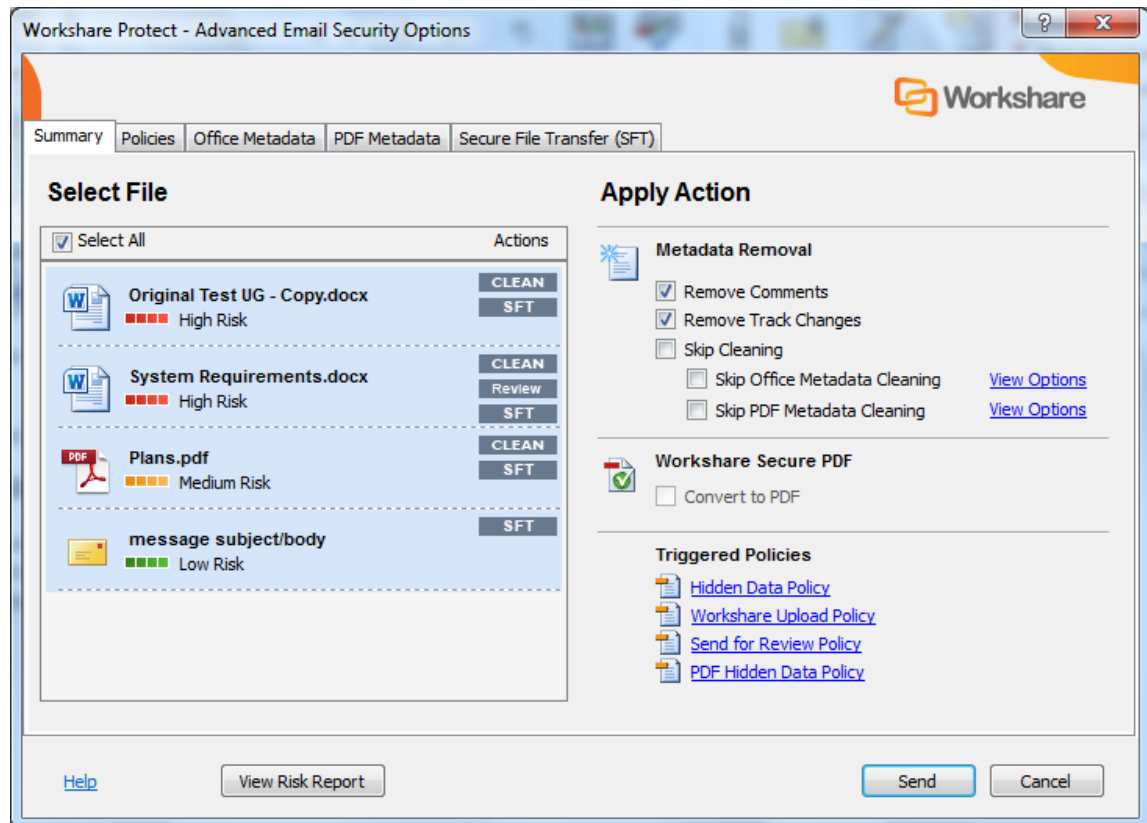 Workshare Protect - Advanced Email Security Options
?
X
Workshare
Summary Policies Office Metadata PDF Metadata Secure File Transfer (SFT)
Select File
Select All Actions
Original Test UG - Copy.docx
High Risk
CLEAN
SFT
System Requirements.docx
High Risk
CLEAN
Review
SFT
PDF
Plans.pdf
Medium Risk
CLEAN
SFT
message subject/body
Low Risk
SFT
Apply Action
Metadata Removal
Remove Comments
Remove Track Changes
Skip Cleaning
Skip Office Metadata Cleaning View Options
Skip PDF Metadata Cleaning View Options
Workshare Secure PDF
Convert to PDF
Triggered Policies
Hidden Data Policy
Workshare Upload Policy
Send for Review Policy
PDF Hidden Data Policy
Help View Risk Report Send Cancel